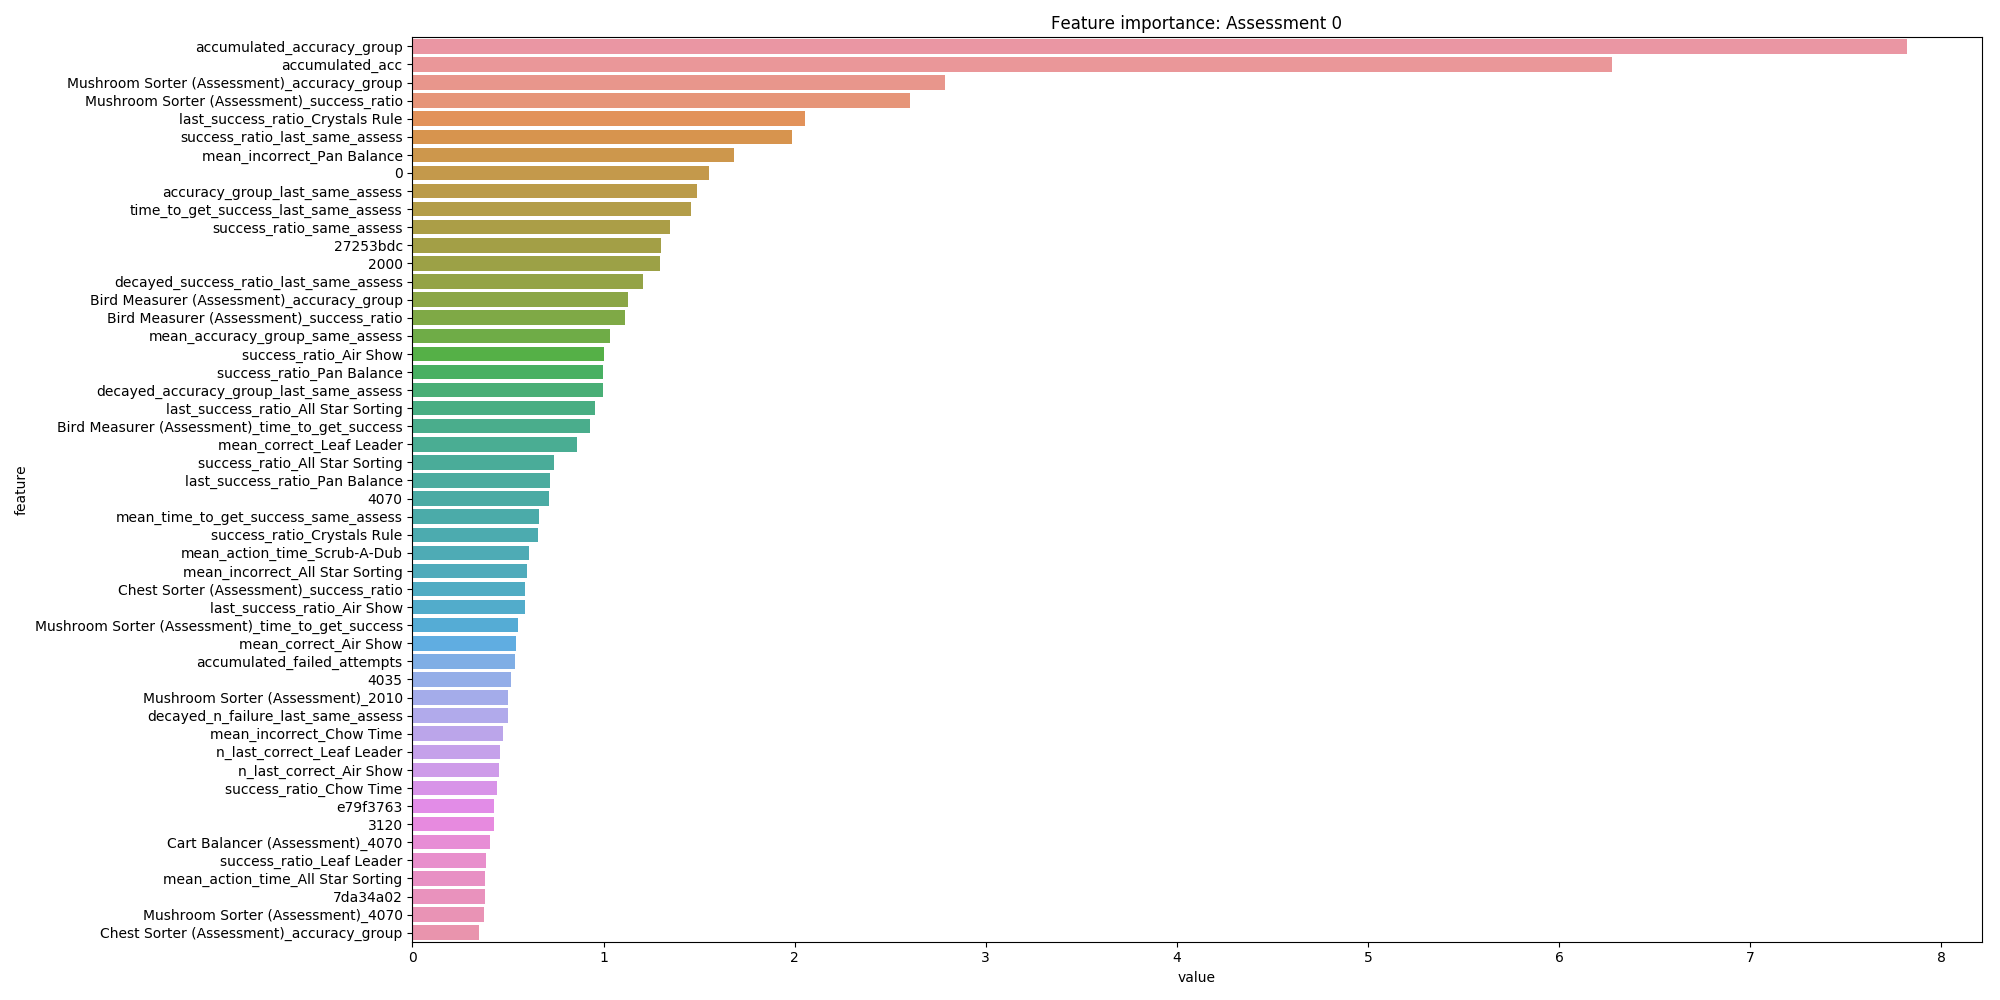 Feature importance: Assessment 0
accumulated_accuracy_group
accumulated_acc
Mushroom Sorter (Assessment)_accuracy_group
Mushroom Sorter (Assessment)_success_ratio
last_success_ratio_Crystals Rule
success_ratio_last_same_assess
mean_incorrect_Pan Balance
0
accuracy_group_last_same_assess
time_to_get_success_last_same_assess
success_ratio_same_assess
27253bdc
2000
decayed_success_ratio_last_same_assess
Bird Measurer (Assessment)_accuracy_group
Bird Measurer (Assessment)_success_ratio
mean_accuracy_group_same_assess
success_ratio_Air Show
success_ratio_Pan Balance
decayed_accuracy_group_last_same_assess
last_success_ratio_All Star Sorting
Bird Measurer (Assessment)_time_to_get_success
mean_correct_Leaf Leader
success_ratio_All Star Sorting
last_success_ratio_Pan Balance
4070
mean_time_to_get_success_same_assess
success_ratio_Crystals Rule
mean_action_time_Scrub-A-Dub
mean_incorrect_All Star Sorting
Chest Sorter (Assessment)_success_ratio
last_success_ratio_Air Show
Mushroom Sorter (Assessment)_time_to_get_success
mean_correct_Air Show
accumulated_failed_attempts
4035
Mushroom Sorter (Assessment)_2010
decayed_n_failure_last_same_assess
mean_incorrect_Chow Time
n_last_correct_Leaf Leader
n_last_correct_Air Show
success_ratio_Chow Time
e79f3763
3120
Cart Balancer (Assessment)_4070
success_ratio_Leaf Leader
mean_action_time_All Star Sorting
7da34a02
Mushroom Sorter (Assessment)_4070
Chest Sorter (Assessment)_accuracy_group
feature
0 1 2 3 4 5 6 7 8
value